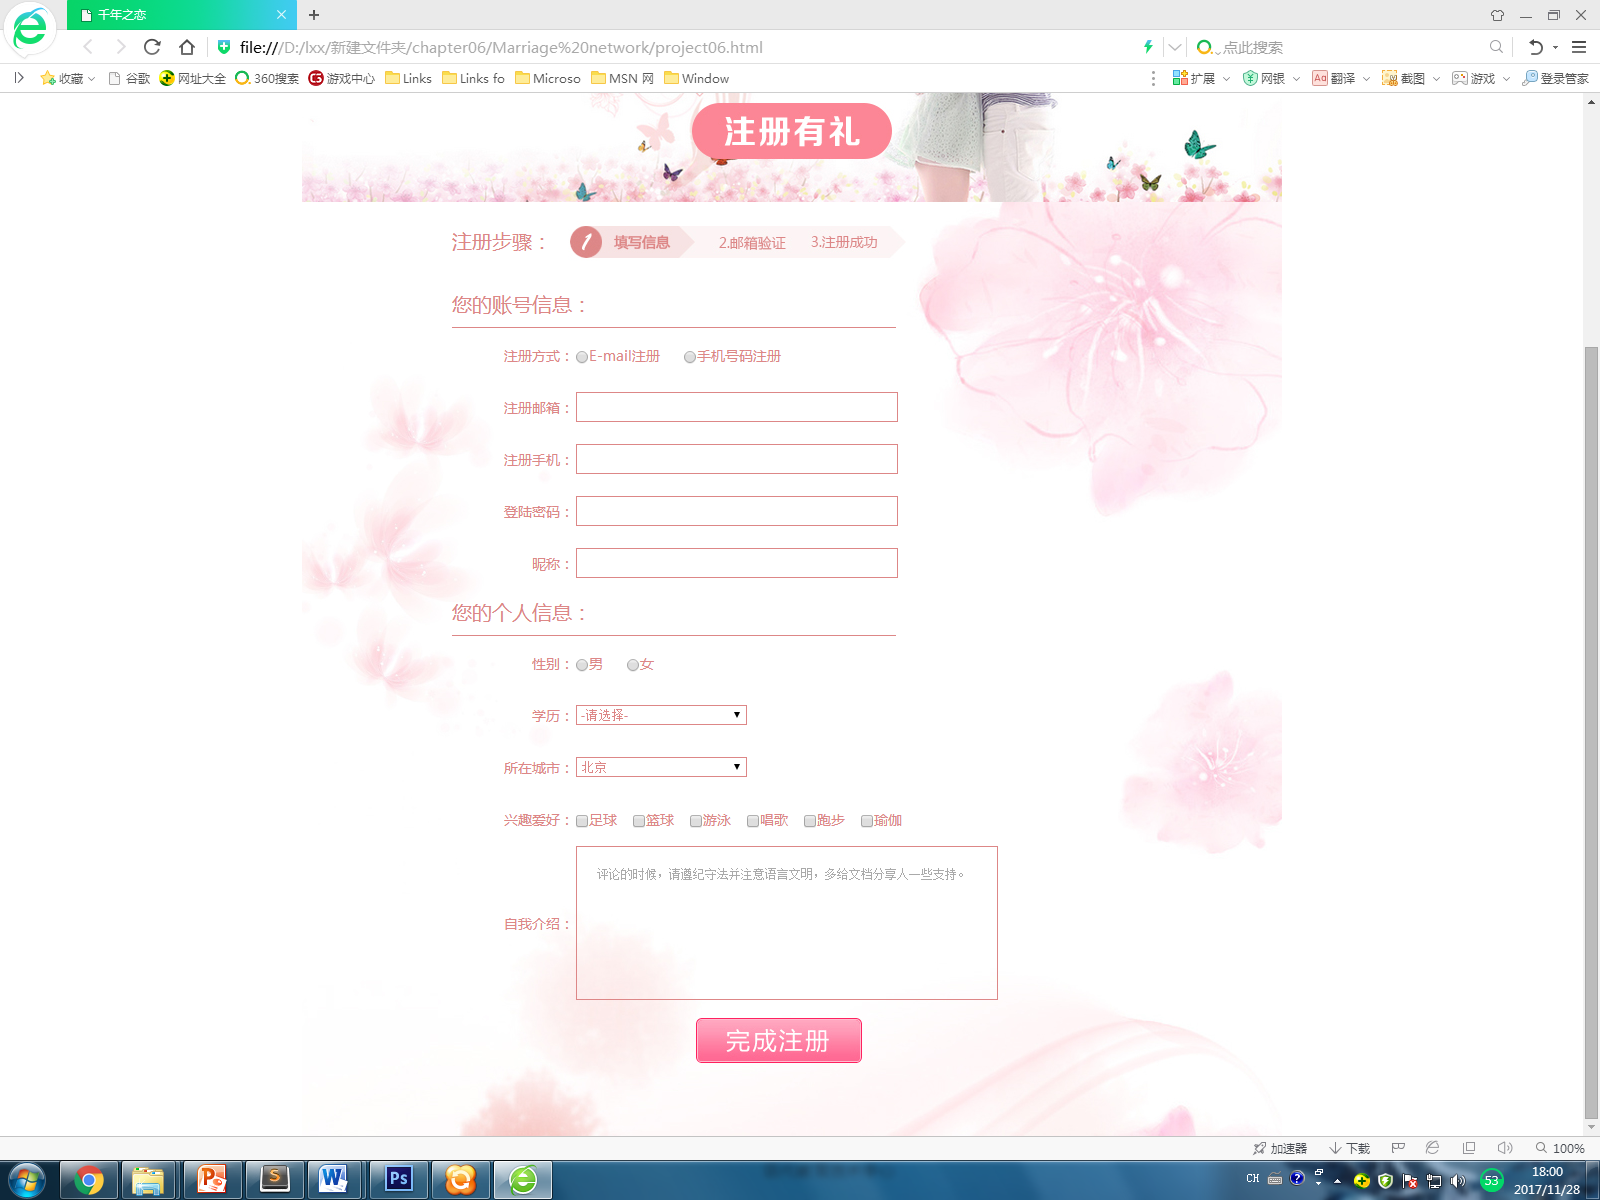 千年之恋
file:///D:/lxx/新建文件夹/chapter06/Marriage%20network/project06.html
点此搜索
收藏 谷歌 网址大全 360搜索 游戏中心 Links Links fo Microso MSN 网 Window
扩展 网银 Aa 翻译 截图 游戏 登录管家
注册有礼
注册步骤： 1 填写信息 2.邮箱验证 3.注册成功
您的账号信息：
注册方式： E-mail注册 手机号码注册
注册邮箱：
注册手机：
登陆密码：
昵称：
您的个人信息：
性别： 男 女
学历： -请选择-
所在城市： 北京
兴趣爱好： 足球 篮球 游泳 唱歌 跑步 瑜伽
评论的时候，请遵纪守法并注意语言文明，多给文档分享人一些支持。
自我介绍：
完成注册
加速器 下载 100%
Ps
CH 53 18:00
2017/11/28